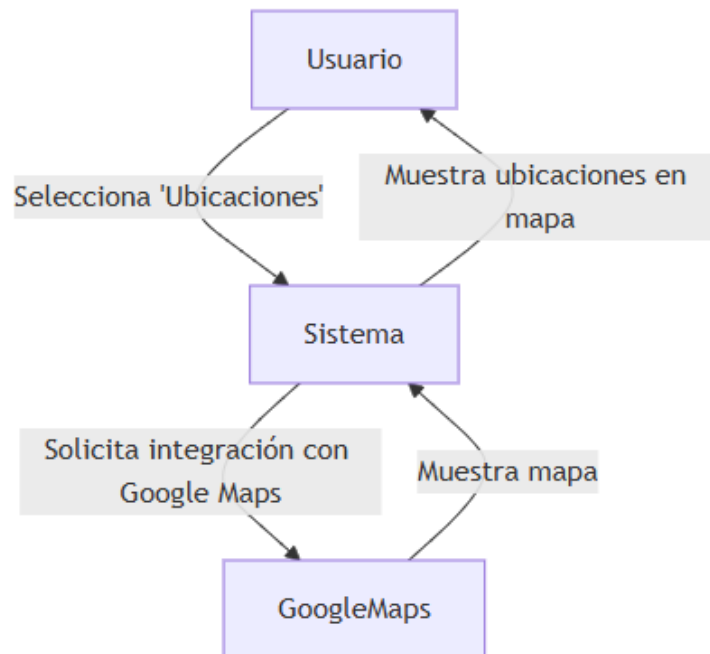 Usuario
Selecciona 'Ubicaciones'
Muestra ubicaciones en
mapa
Sistema
Solicita integración con
Google Maps
Muestra mapa
GoogleMaps